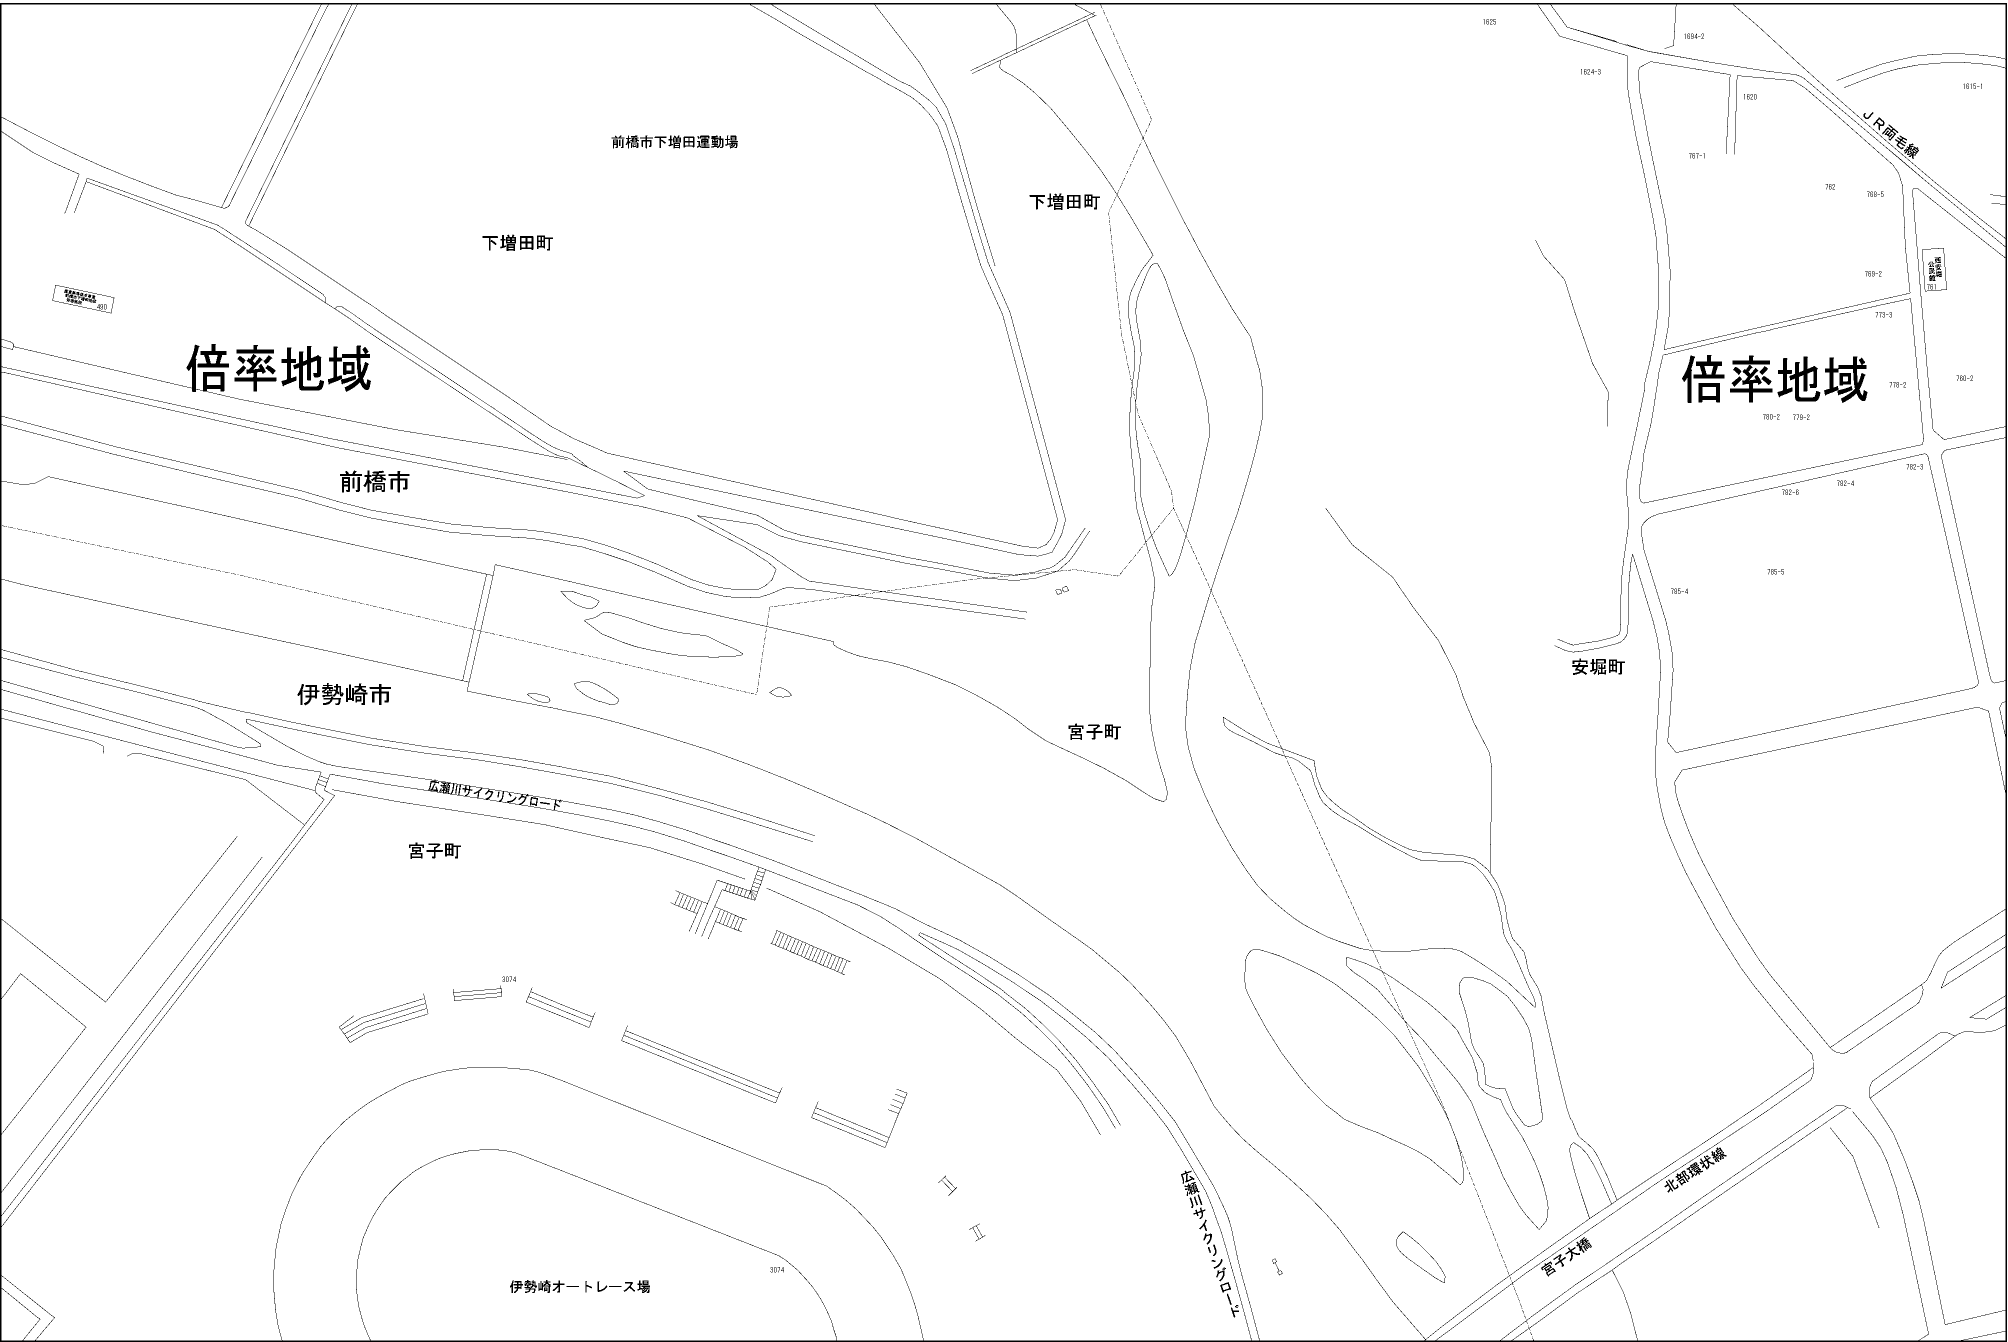 1625
1694-2
1624-3
1615-1
1620
JR両毛線
前橋市下増田運動場
767-1
762
768-5
下増田町
下増田町
769-2
761
490
773-3
倍率地域
倍率地域
778-2
760-2
780-2
779-2
782-3
前橋市
782-4
782-6
785-5
785-4
安堀町
伊勢崎市
宮子町
広瀬川サイクリングロード
宮子町
3074
北部環状線
広瀬川サイクリングロード
宮子大橋
3074
伊勢崎オートレース場